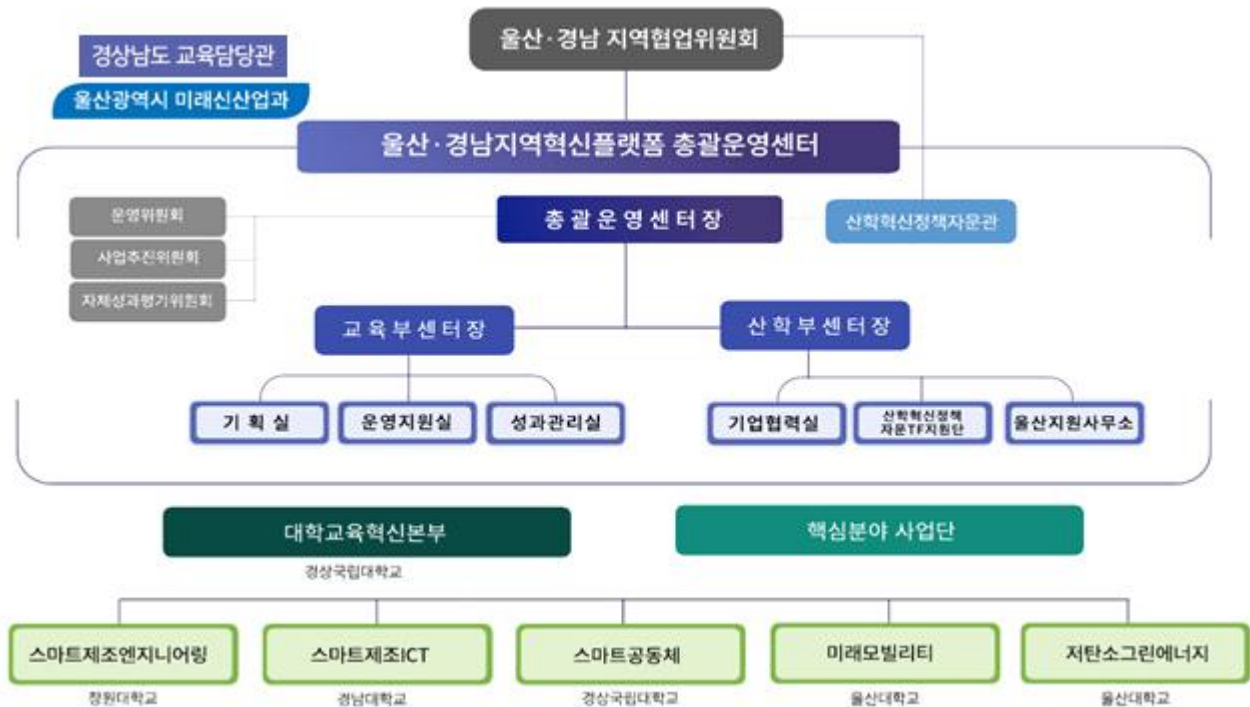 울산·경남 지역협업위원회
경상남도 교육담당관
울산광역시 미래신산업과
울산·경남지역혁신플랫폼 총괄운영센터
운영위원회
총괄운영센터장
산학혁신정책자문관
사업추진위원회
자체성과평가위원회
교육부센터장
산학부센터장
기획실
운영지원실
성과관리실
기업협력실
산학혁신정책
자문TF지원단
울산지원사무소
대학교육혁신본부
핵심분야 사업단
경상국립대학교
스마트제조엔지니어링
스마트제조ICT
스마트공동체
미래모빌리티
저탄소그린에너지
창원대학교
경남대학교
경상국립대학교
울산대학교
울산대학교